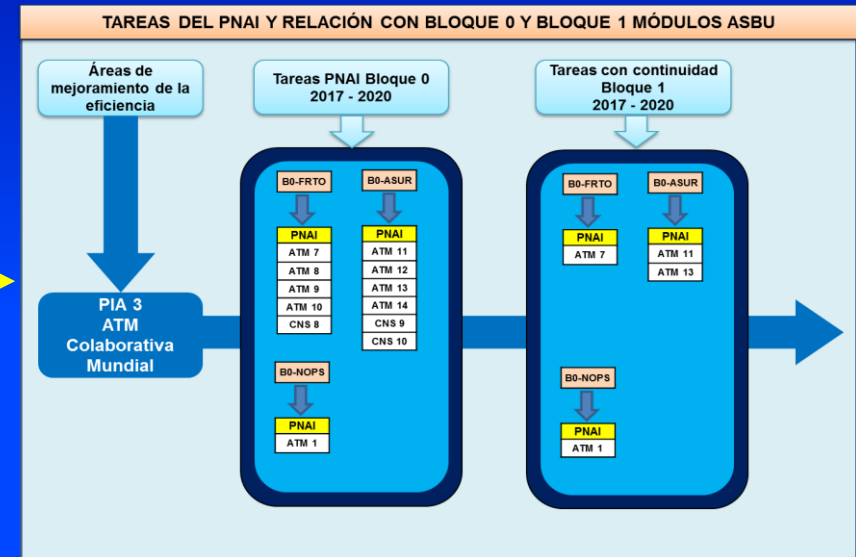 TAREAS DEL PNAI Y RELACIÓN CON BLOQUE 0 Y BLOQUE 1 MÓDULOS ASBU
Áreas de
mejoramiento de la
eficiencia
Tareas PNAI Bloque 0
2017 - 2020
Tareas con continuidad
Bloque 1
2017 - 2020
PIA 3
ATM
Colaborativa
Mundial
B0-FRTO
PNAI
ATM 7
ATM 8
ATM 9
ATM 10
CNS 8
B0-ASUR
PNAI
ATM 11
ATM 12
ATM 13
ATM 14
CNS 9
CNS 10
B0-NOPS
PNAI
ATM 1
B0-FRTO
PNAI
ATM 7
B0-ASUR
PNAI
ATM 11
ATM 13
B0-NOPS
PNAI
ATM 1